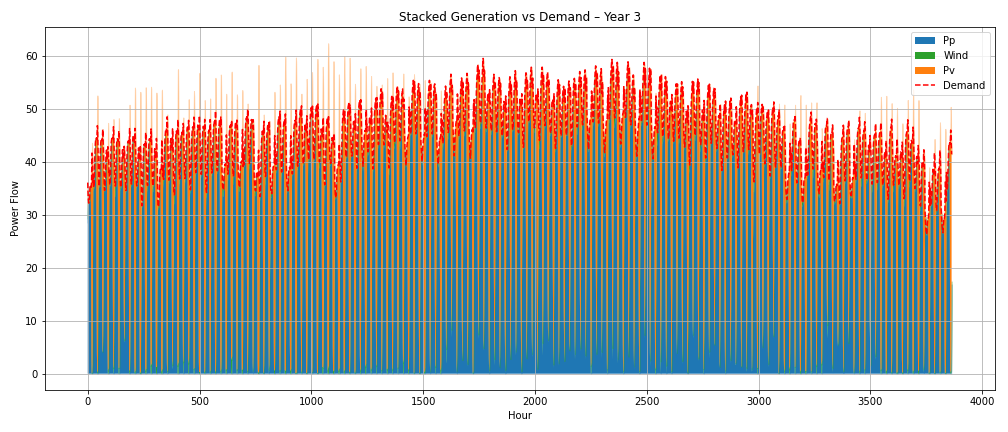 Stacked Generation vs Demand – Year 3
Pp
Wind
Pv
Demand
Power Flow
60
50
40
30
20
10
0
0 500 1000 1500 2000 2500 3000 3500 4000
Hour